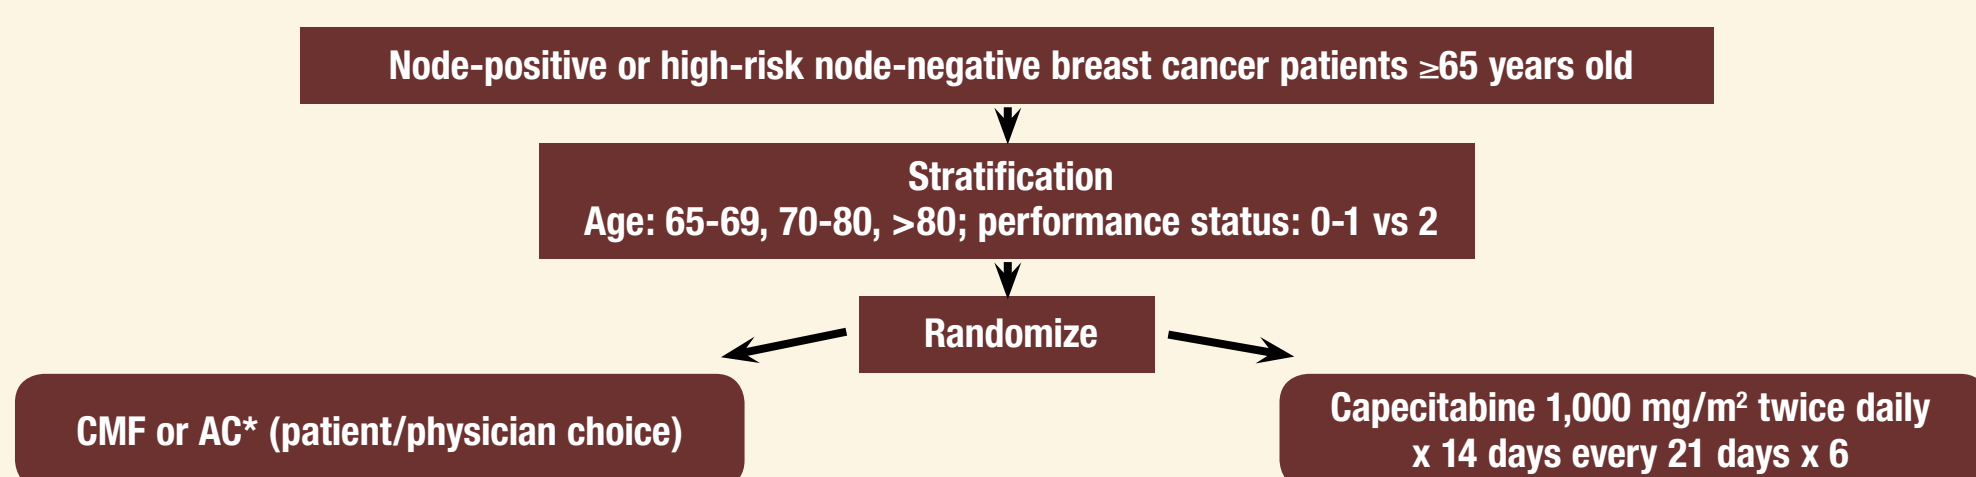 Node-positive or high-risk node-negative breast cancer patients ≥65 years old
Stratification
Age: 65-69, 70-80, >80; performance status: 0-1 vs 2
Randomize
CMF or AC* (patient/physician choice)
Capecitabine 1,000 mg/m² twice daily
x 14 days every 21 days x 6